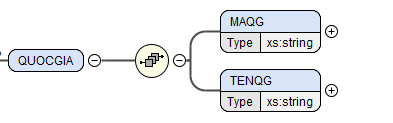 QUOCGIA
MAQG
Type xs:string
TENQG
Type xs:string